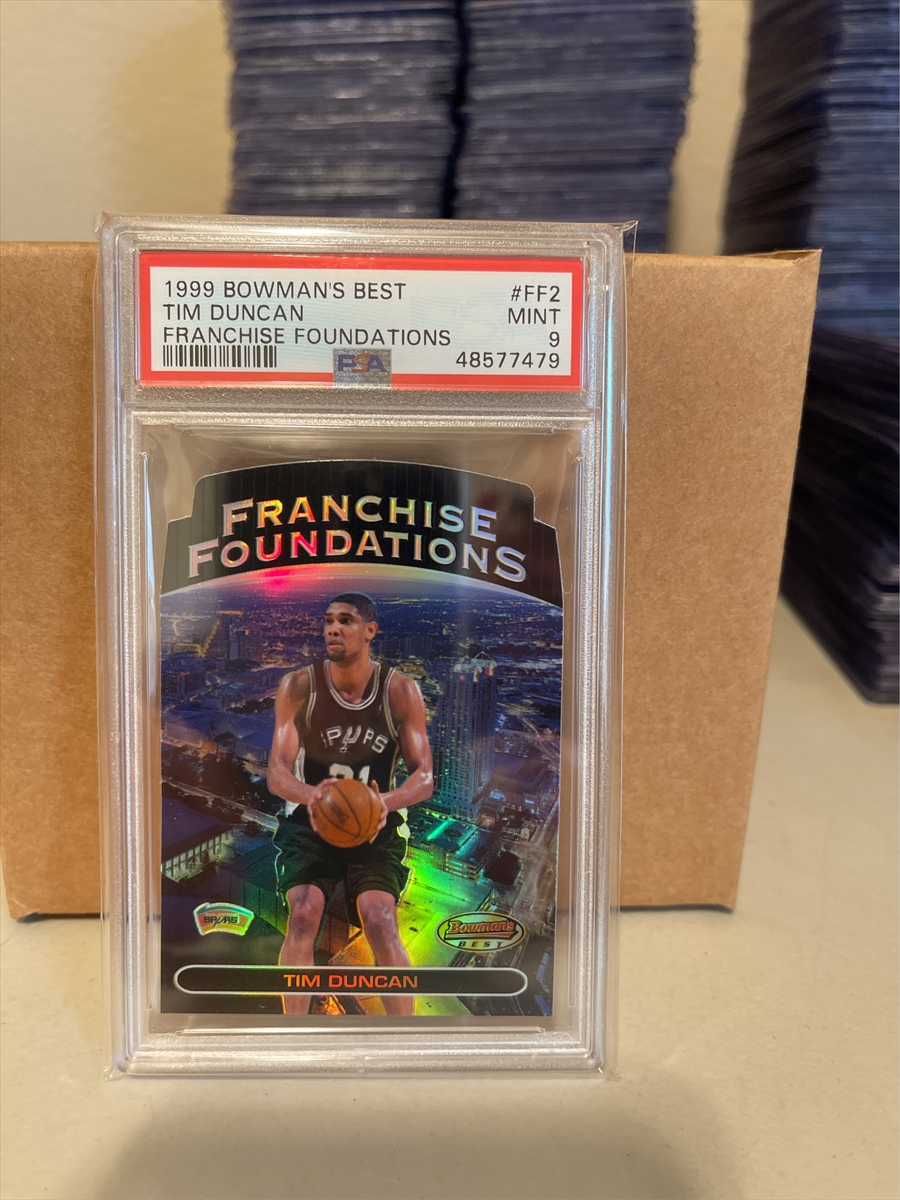 1999 BOWMAN'S BEST #FF2
TIM DUNCAN MINT
FRANCHISE FOUNDATIONS 9
PSA 48577479
FRANCHISE
FOUNDATIONS
SPURS
21
SPURS
Bowman's
BEST
TIM DUNCAN